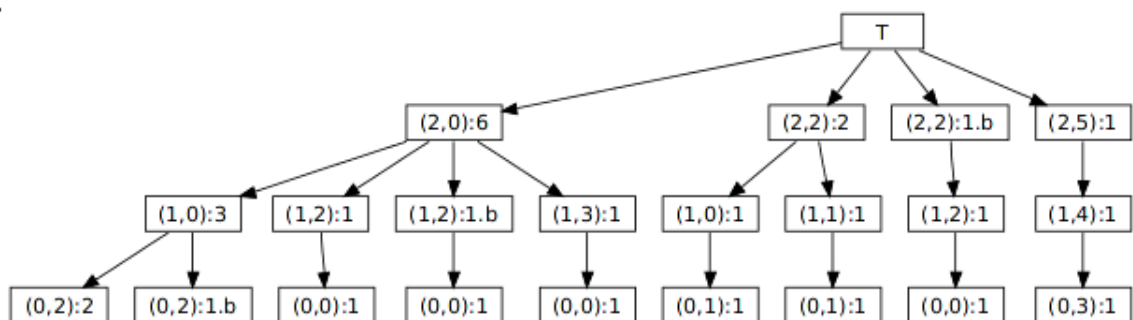 T
(2,0):6 (2,2):2 (2,2):1.b (2,5):1
(1,0):3 (1,2):1 (1,2):1.b (1,3):1 (1,0):1 (1,1):1 (1,2):1 (1,4):1
(0,2):2 (0,2):1.b (0,0):1 (0,0):1 (0,0):1 (0,1):1 (0,1):1 (0,0):1 (0,3):1